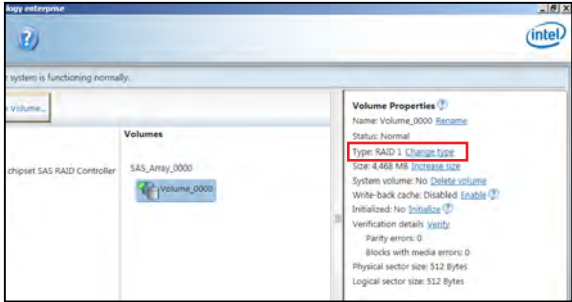 logy enterprise
?
intel
r system is functioning normally.
e Volume...
Volumes
chipset SAS RAID Controller
SAS_Array_0000
Volume_0000
Volume Properties ?
Name: Volume_0000 Rename
Status: Normal
Type: RAID 1 Change type
Size: 4,468 MB Increase size
System volume: No Delete volume
Write-back cache: Disabled Enable ?
Initialized: No Initialize ?
Verification details Verify
Parity errors: 0
Blocks with media errors: 0
Physical sector size: 512 Bytes
Logical sector size: 512 Bytes